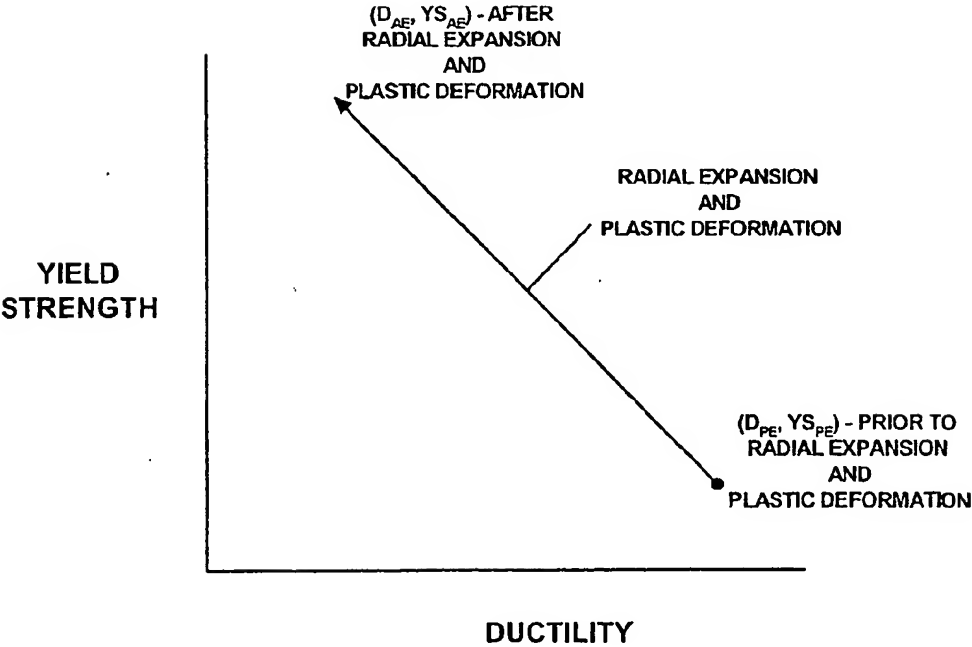 (D_AE, YS_AE) - AFTER
RADIAL EXPANSION
AND
PLASTIC DEFORMATION
RADIAL EXPANSION
AND
PLASTIC DEFORMATION
YIELD
STRENGTH
(D_PE, YS_PE) - PRIOR TO
RADIAL EXPANSION
AND
PLASTIC DEFORMATION
DUCTILITY